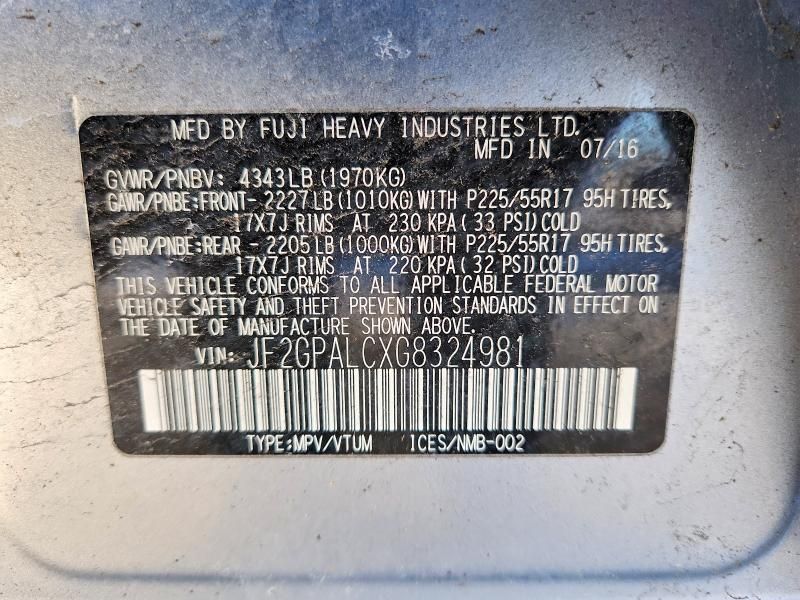 MFD BY FUJI HEAVY INDUSTRIES LTD.
MFD IN 07/16
GVWR/PNBV: 4343LB(1970KG)
GAWR/PNBE:FRONT-2227LB(1010KG)WITH P225/55R17 95H TIRES,
17X7J RIMS AT 230 KPA(33 PSI)COLD
GAWR/PNBE:REAR -2205LB(1000KG)WITH P225/55R17 95H TIRES,
17X7J RIMS AT 220 KPA(32 PSI)COLD
THIS VEHICLE CONFORMS TO ALL APPLICABLE FEDERAL MOTOR
VEHICLE SAFETY AND THEFT PREVENTION STANDARDS IN EFFECT ON
THE DATE OF MANUFACTURE SHOWN ABOVE.
VIN: JF2GPALCXG8324981
TYPE:MPV/VTUM ICES/NMB-002